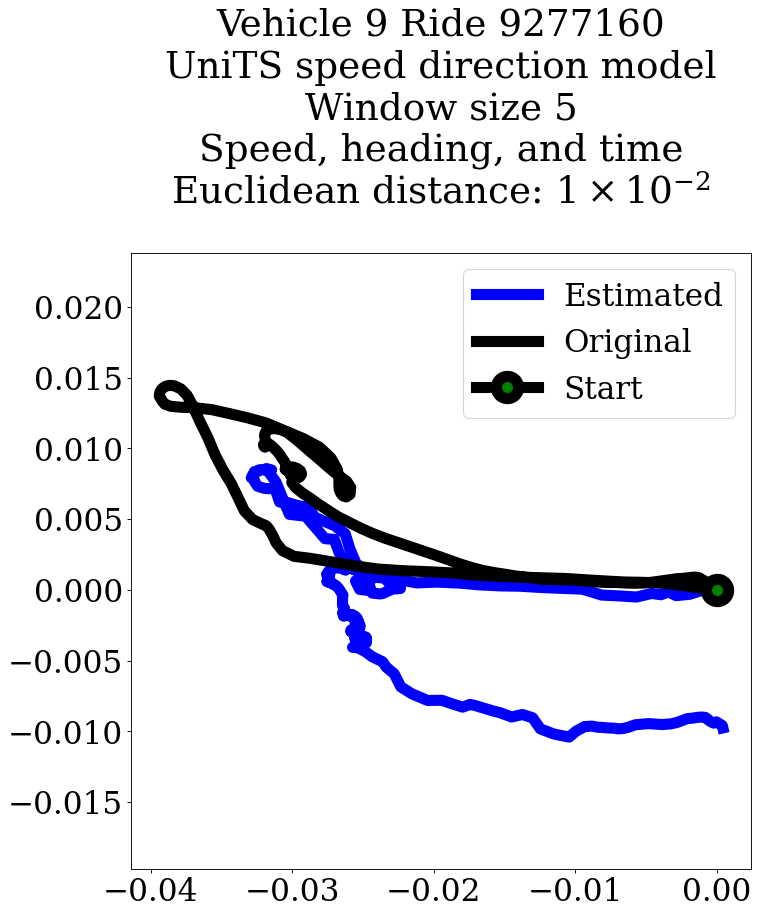 Vehicle 9 Ride 9277160
UniTS speed direction model
Window size 5
Speed, heading, and time
Euclidean distance: 1 × 10⁻²
Estimated
Original
Start
0.020
0.015
0.010
0.005
0.000
−0.005
−0.010
−0.015
−0.04 −0.03 −0.02 −0.01 0.00